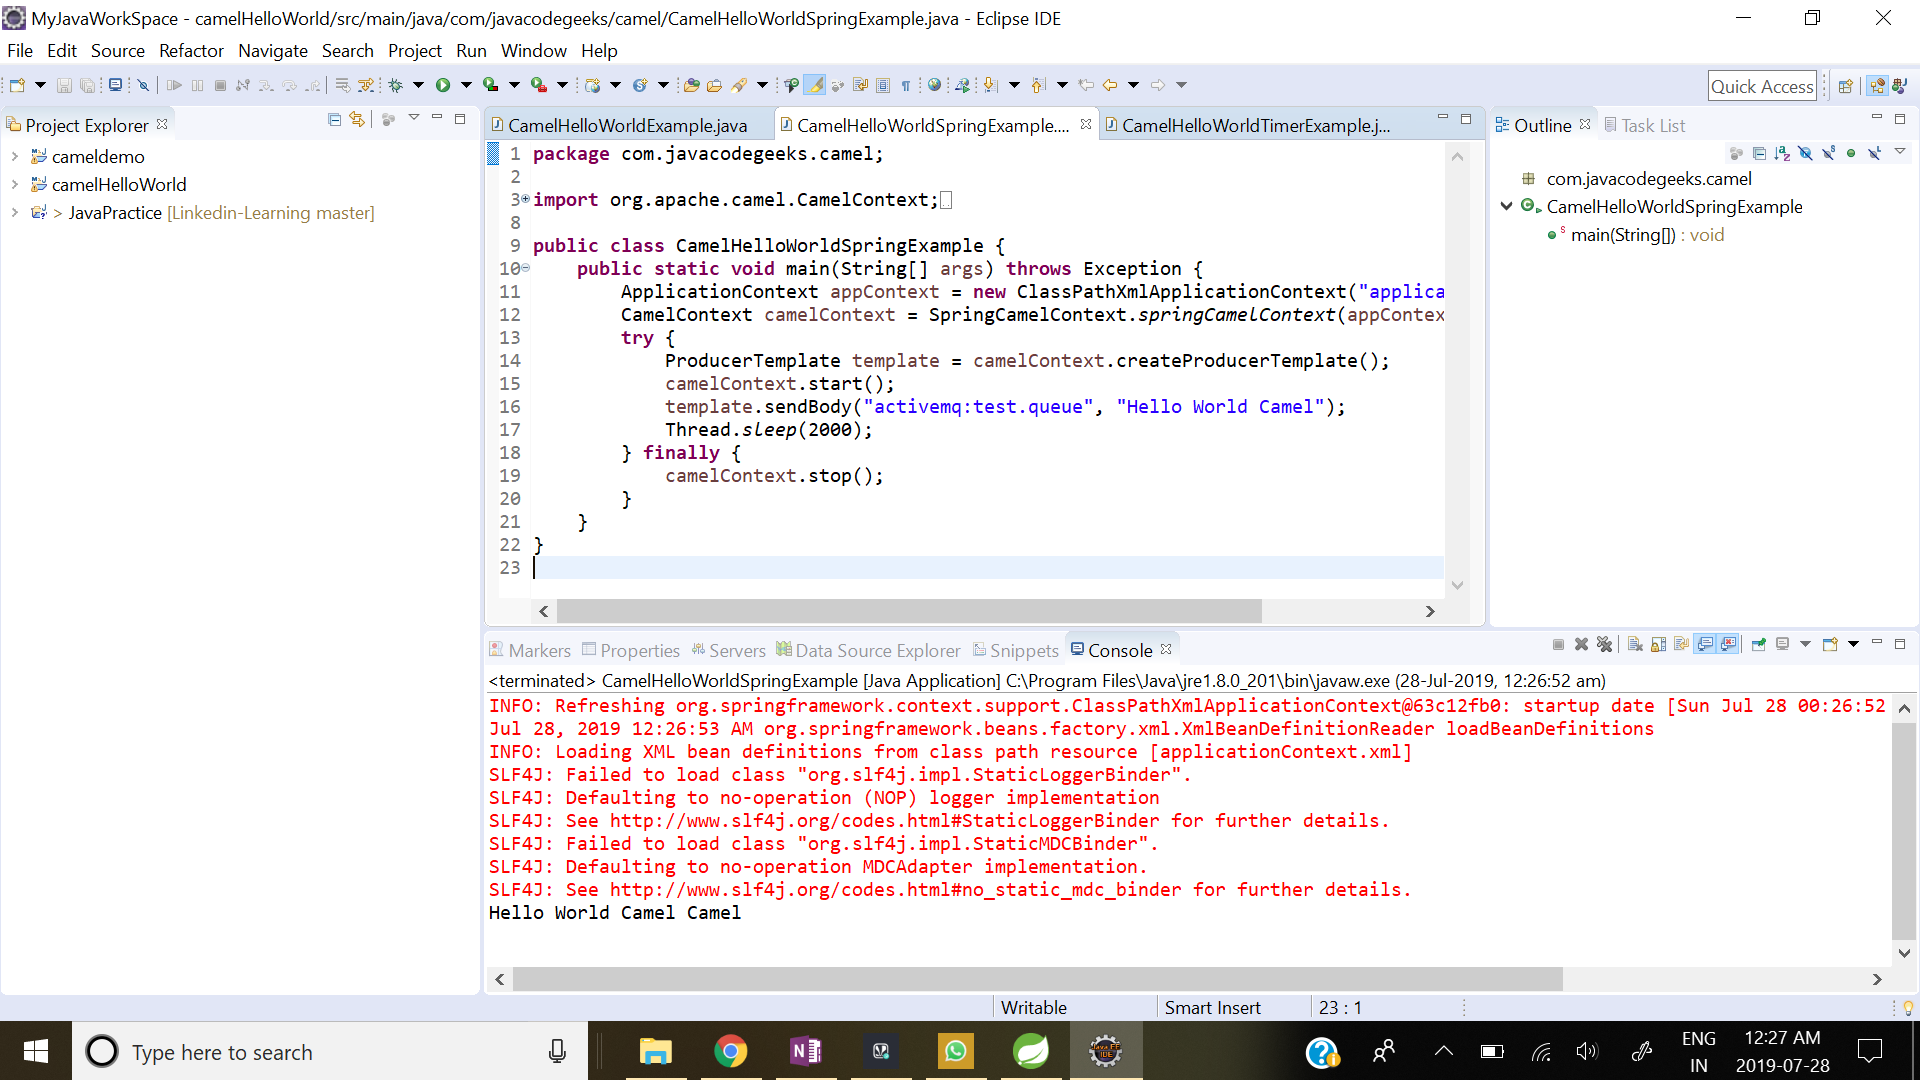 MyJavaWorkSpace - camelHelloWorld/src/main/java/com/javacodegeeks/camel/CamelHelloWorldSpringExample.java - Eclipse IDE
File Edit Source Refactor Navigate Search Project Run Window Help
Quick Access
Project Explorer
cameldemo
camelHelloWorld
> JavaPractice [Linkedin-Learning master]
CamelHelloWorldExample.java
CamelHelloWorldSpringExample....
CamelHelloWorldTimerExample.j...
1 package com.javacodegeeks.camel;
2
3 import org.apache.camel.CamelContext;
8
9 public class CamelHelloWorldSpringExample {
10 public static void main(String[] args) throws Exception {
11 ApplicationContext appContext = new ClassPathXmlApplicationContext("applica
12 CamelContext camelContext = SpringCamelContext.springCamelContext(appContex
13 try {
14 ProducerTemplate template = camelContext.createProducerTemplate();
15 camelContext.start();
16 template.sendBody("activemq:test.queue", "Hello World Camel");
17 Thread.sleep(2000);
18 } finally {
19 camelContext.stop();
20 }
21 }
22 }
23
Outline
Task List
com.javacodegeeks.camel
CamelHelloWorldSpringExample
main(String[]) : void
Markers Properties Servers Data Source Explorer Snippets Console
<terminated> CamelHelloWorldSpringExample [Java Application] C:\Program Files\Java\jre1.8.0_201\bin\javaw.exe (28-Jul-2019, 12:26:52 am)
INFO: Refreshing org.springframework.context.support.ClassPathXmlApplicationContext@63c12fb0: startup date [Sun Jul 28 00:26:52
Jul 28, 2019 12:26:53 AM org.springframework.beans.factory.xml.XmlBeanDefinitionReader loadBeanDefinitions
INFO: Loading XML bean definitions from class path resource [applicationContext.xml]
SLF4J: Failed to load class "org.slf4j.impl.StaticLoggerBinder".
SLF4J: Defaulting to no-operation (NOP) logger implementation
SLF4J: See http://www.slf4j.org/codes.html#StaticLoggerBinder for further details.
SLF4J: Failed to load class "org.slf4j.impl.StaticMDCBinder".
SLF4J: Defaulting to no-operation MDCAdapter implementation.
SLF4J: See http://www.slf4j.org/codes.html#no_static_mdc_binder for further details.
Hello World Camel Camel
Writable
Smart Insert
23 : 1
Type here to search
ENG
IN
12:27 AM
2019-07-28